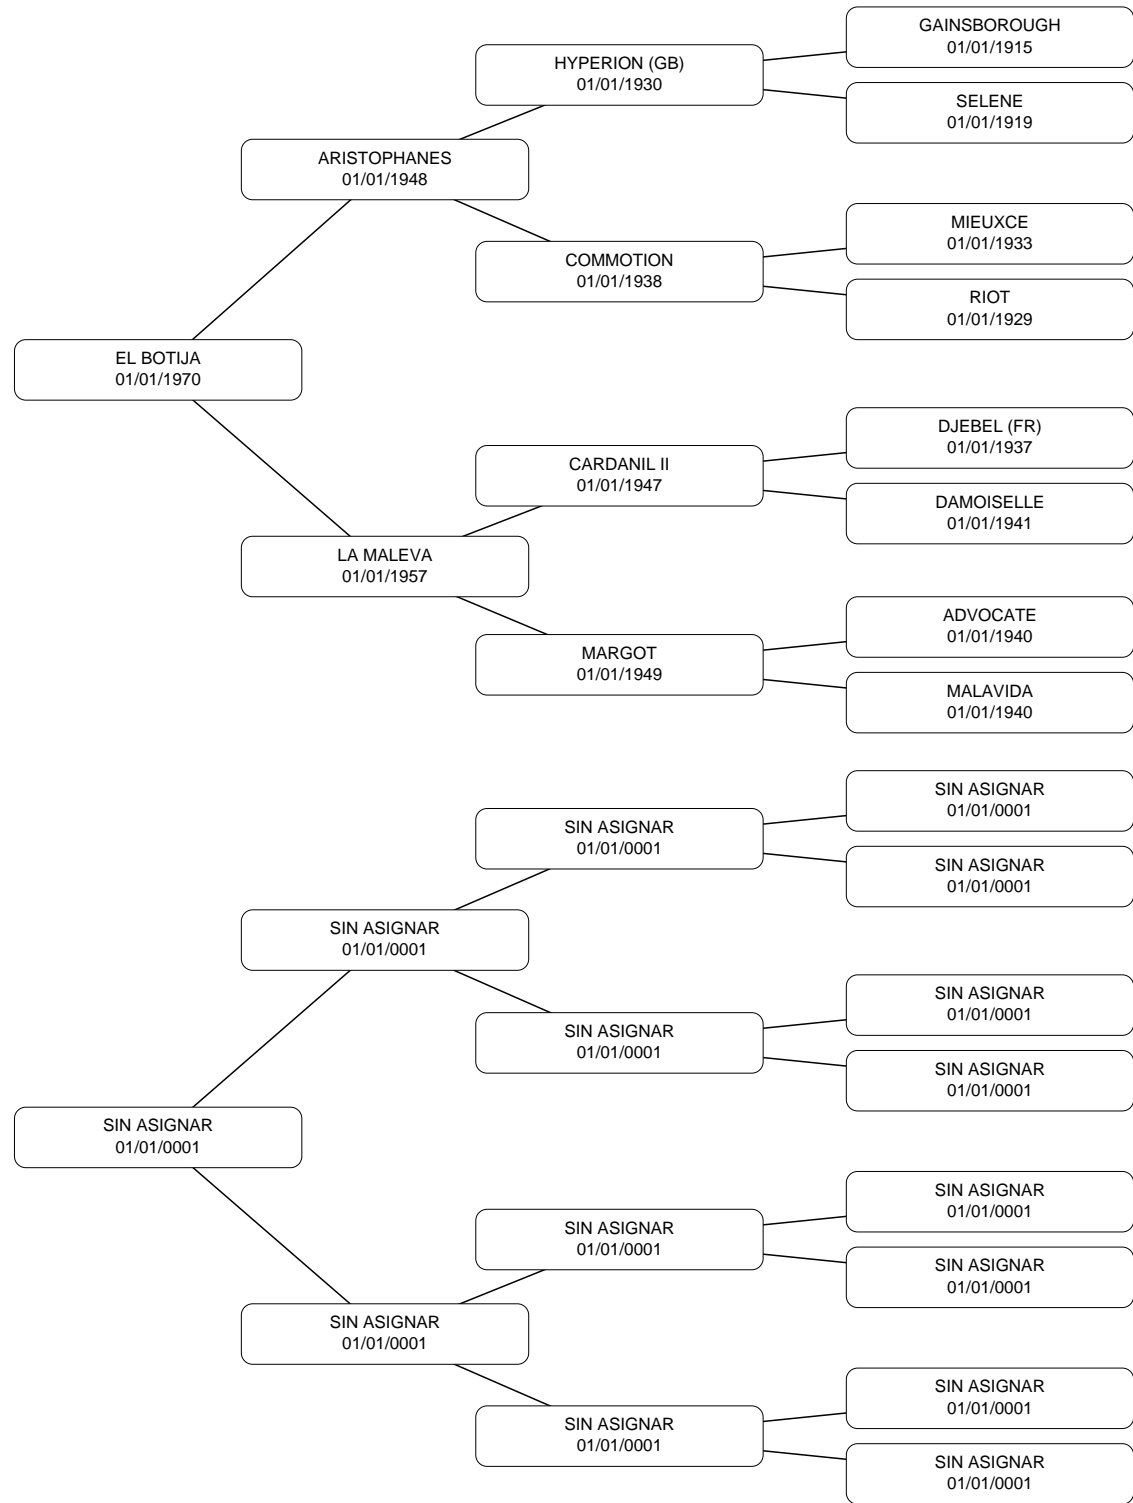 GAINSBOROUGH
01/01/1915
HYPERION (GB)
01/01/1930
SELENE
01/01/1919
ARISTOPHANES
01/01/1948
MIEUXCE
01/01/1933
COMMOTION
01/01/1938
RIOT
01/01/1929
EL BOTIJA
01/01/1970
DJEBEL (FR)
01/01/1937
CARDANIL II
01/01/1947
DAMOISELLE
01/01/1941
LA MALEVA
01/01/1957
ADVOCATE
01/01/1940
MARGOT
01/01/1949
MALAVIDA
01/01/1940
SIN ASIGNAR
01/01/0001
SIN ASIGNAR
01/01/0001
SIN ASIGNAR
01/01/0001
SIN ASIGNAR
01/01/0001
SIN ASIGNAR
01/01/0001
SIN ASIGNAR
01/01/0001
SIN ASIGNAR
01/01/0001
SIN ASIGNAR
01/01/0001
SIN ASIGNAR
01/01/0001
SIN ASIGNAR
01/01/0001
SIN ASIGNAR
01/01/0001
SIN ASIGNAR
01/01/0001
SIN ASIGNAR
01/01/0001
SIN ASIGNAR
01/01/0001
SIN ASIGNAR
01/01/0001